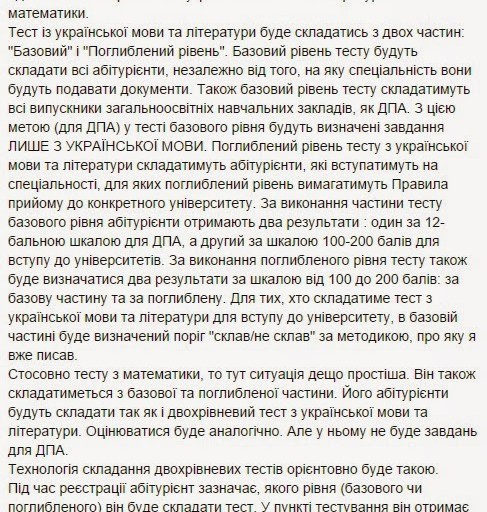 математики.
Тест із української мови та літератури буде складатись з двох частин:
"Базовий" і "Поглиблений рівень". Базовий рівень тесту будуть
складати всі абітурієнти, незалежно від того, на яку спеціальність вони
будуть подавати документи. Також базовий рівень тесту складатимуть
всі випускники загальноосвітніх навчальних закладів, як ДПА. З цією
метою (для ДПА) у тесті базового рівня будуть визначені завдання
ЛИШЕ З УКРАЇНСЬКОЇ МОВИ. Поглиблений рівень тесту з української
мови та літератури складатимуть абітурієнти, які вступатимуть на
спеціальності, для яких поглиблений рівень вимагатимуть Правила
прийому до конкретного університету. За виконання частини тесту
базового рівня абітурієнти отримають два результати : один за 12-
бальною шкалою для ДПА, а другий за шкалою 100-200 балів для
вступу до університетів. За виконання поглибленого рівня тесту також
буде визначатися два результати за шкалою від 100 до 200 балів: за
базову частину та за поглиблену. Для тих, хто складатиме тест з
української мови та літератури для вступу до університету, в базовій
частині буде визначений поріг "склав/не склав" за методикою, про яку я
вже писав.
Стосовно тесту з математики, то тут ситуація дещо простіша. Він також
складатиметься з базової та поглибленої частини. Його абітурієнти
будуть складати так як і двохрівневий тест з української мови та
літератури. Оцінюватися буде аналогічно. Але у ньому не буде завдань
для ДПА.
Технологія складання двохрівневих тестів орієнтовно буде такою.
Під час реєстрації абітурієнт зазначає, якого рівня (базового чи
поглибленого) він буде складати тест. У пункті тестування він отримає